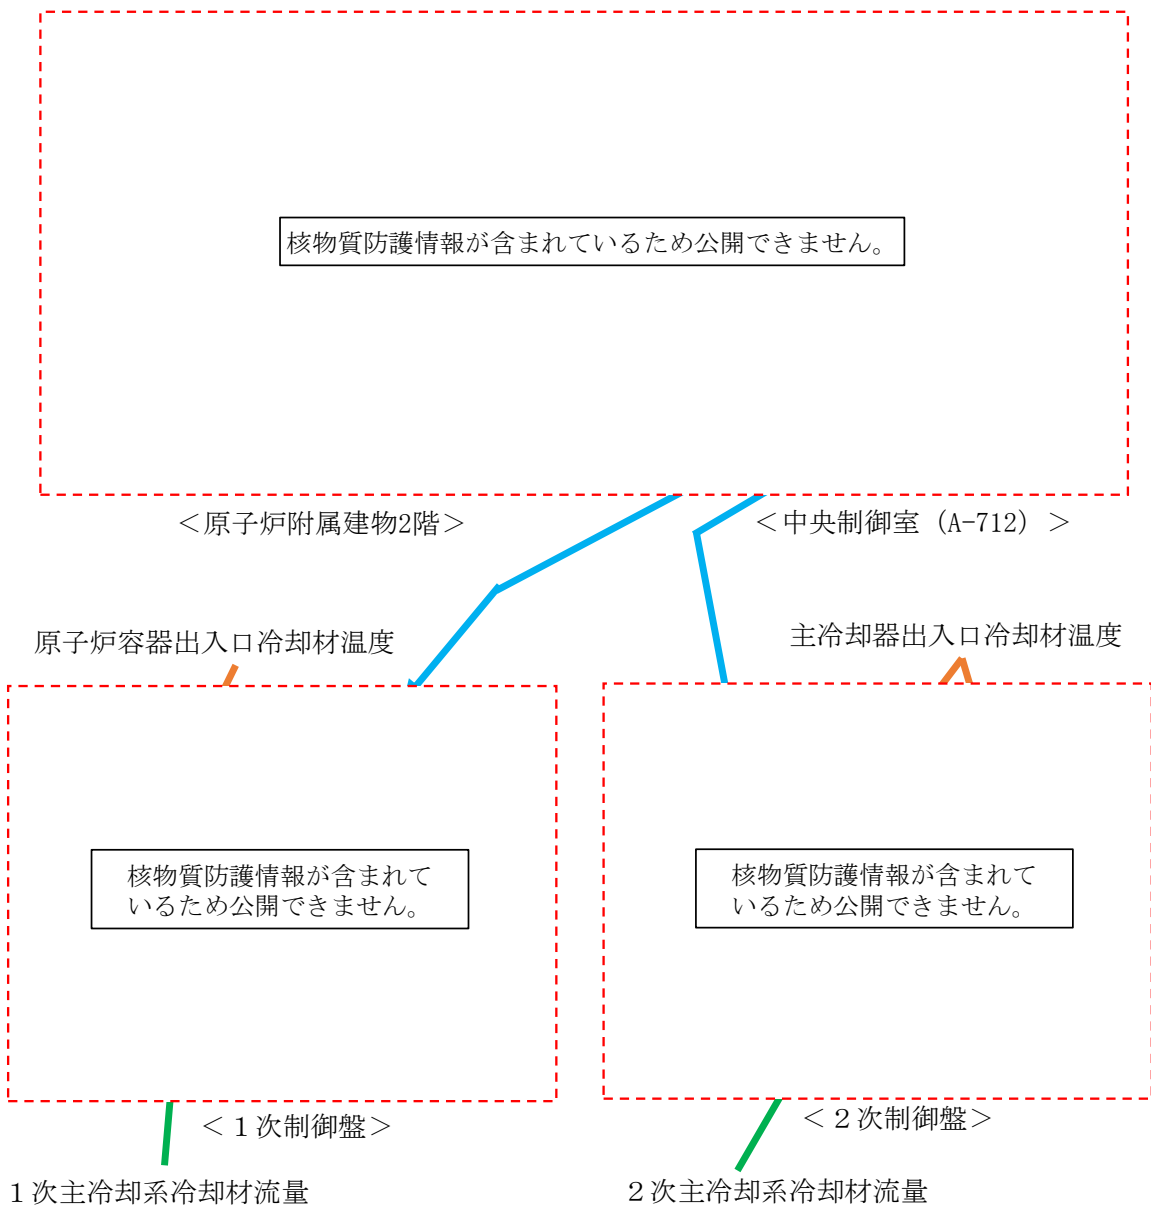 核物質防護情報が含まれているため公開できません。
＜原子炉附属建物2階＞
＜中央制御室（A-712）＞
原子炉容器出入口冷却材温度
主冷却器出入口冷却材温度
核物質防護情報が含まれて
いるため公開できません。
核物質防護情報が含まれて
いるため公開できません。
＜１次制御盤＞
＜２次制御盤＞
１次主冷却系冷却材流量
２次主冷却系冷却材流量